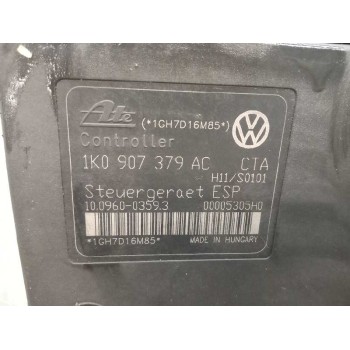 Ate (*1GH7D16M85*)
Controller
1K0 907 379 AC CTA
H11/S0101
Steuergeraet ESP
10.0960-0359.3 00005305H0
*1GH7D16M85* MADE IN HUNGARY